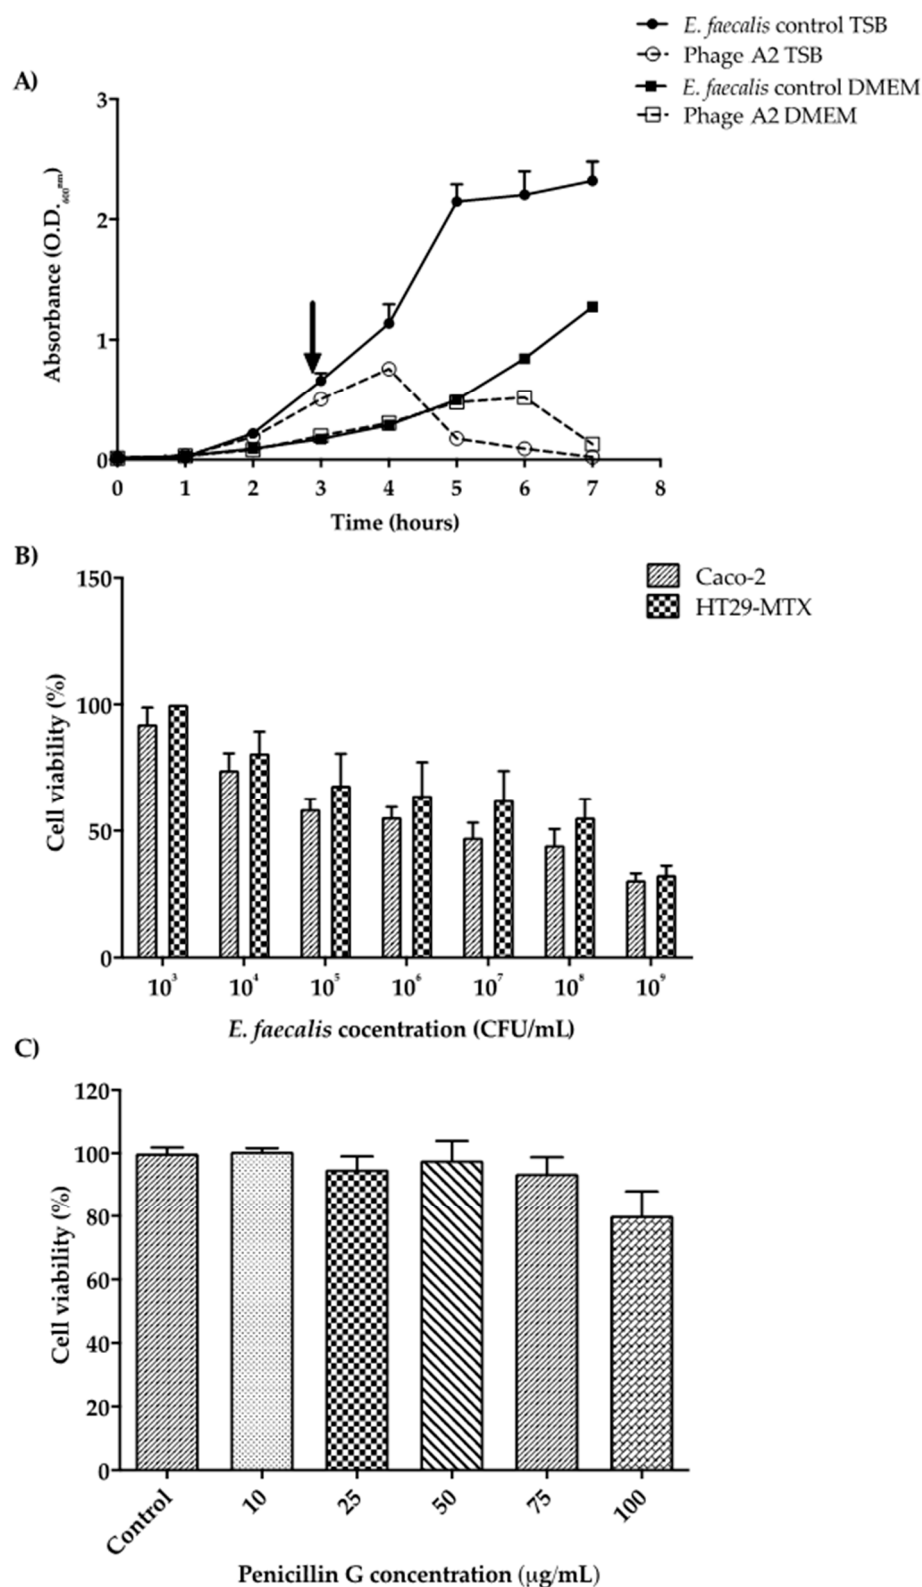 E. faecalis control TSB
Phage A2 TSB
E. faecalis control DMEM
Phage A2 DMEM
A)
3
2
1
0
Absorbance (O.D.600nm)
0 1 2 3 4 5 6 7 8
Time (hours)
B)
Caco-2
HT29-MTX
150
100
50
0
Cell viability (%)
10³ 10⁴ 10⁵ 10⁶ 10⁷ 10⁸ 10⁹
E. faecalis cocentration (CFU/mL)
C)
120
100
80
60
40
20
0
Cell viability (%)
Control 10 25 50 75 100
Penicillin G concentration (μg/mL)